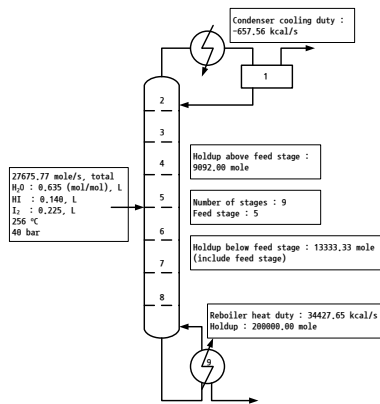 Condenser cooling duty :
-657.56 kcal/s
1
2
3
4
5
6
7
8
9
27675.77 mole/s, total
H₂O : 0.635 (mol/mol), L
HI : 0.140, L
I₂ : 0.225, L
256 ℃
40 bar
Holdup above feed stage :
9092.00 mole
Number of stages : 9
Feed stage : 5
Holdup below feed stage : 13333.33 mole
(include feed stage)
Reboiler heat duty : 34427.65 kcal/s
Holdup : 200000.00 mole